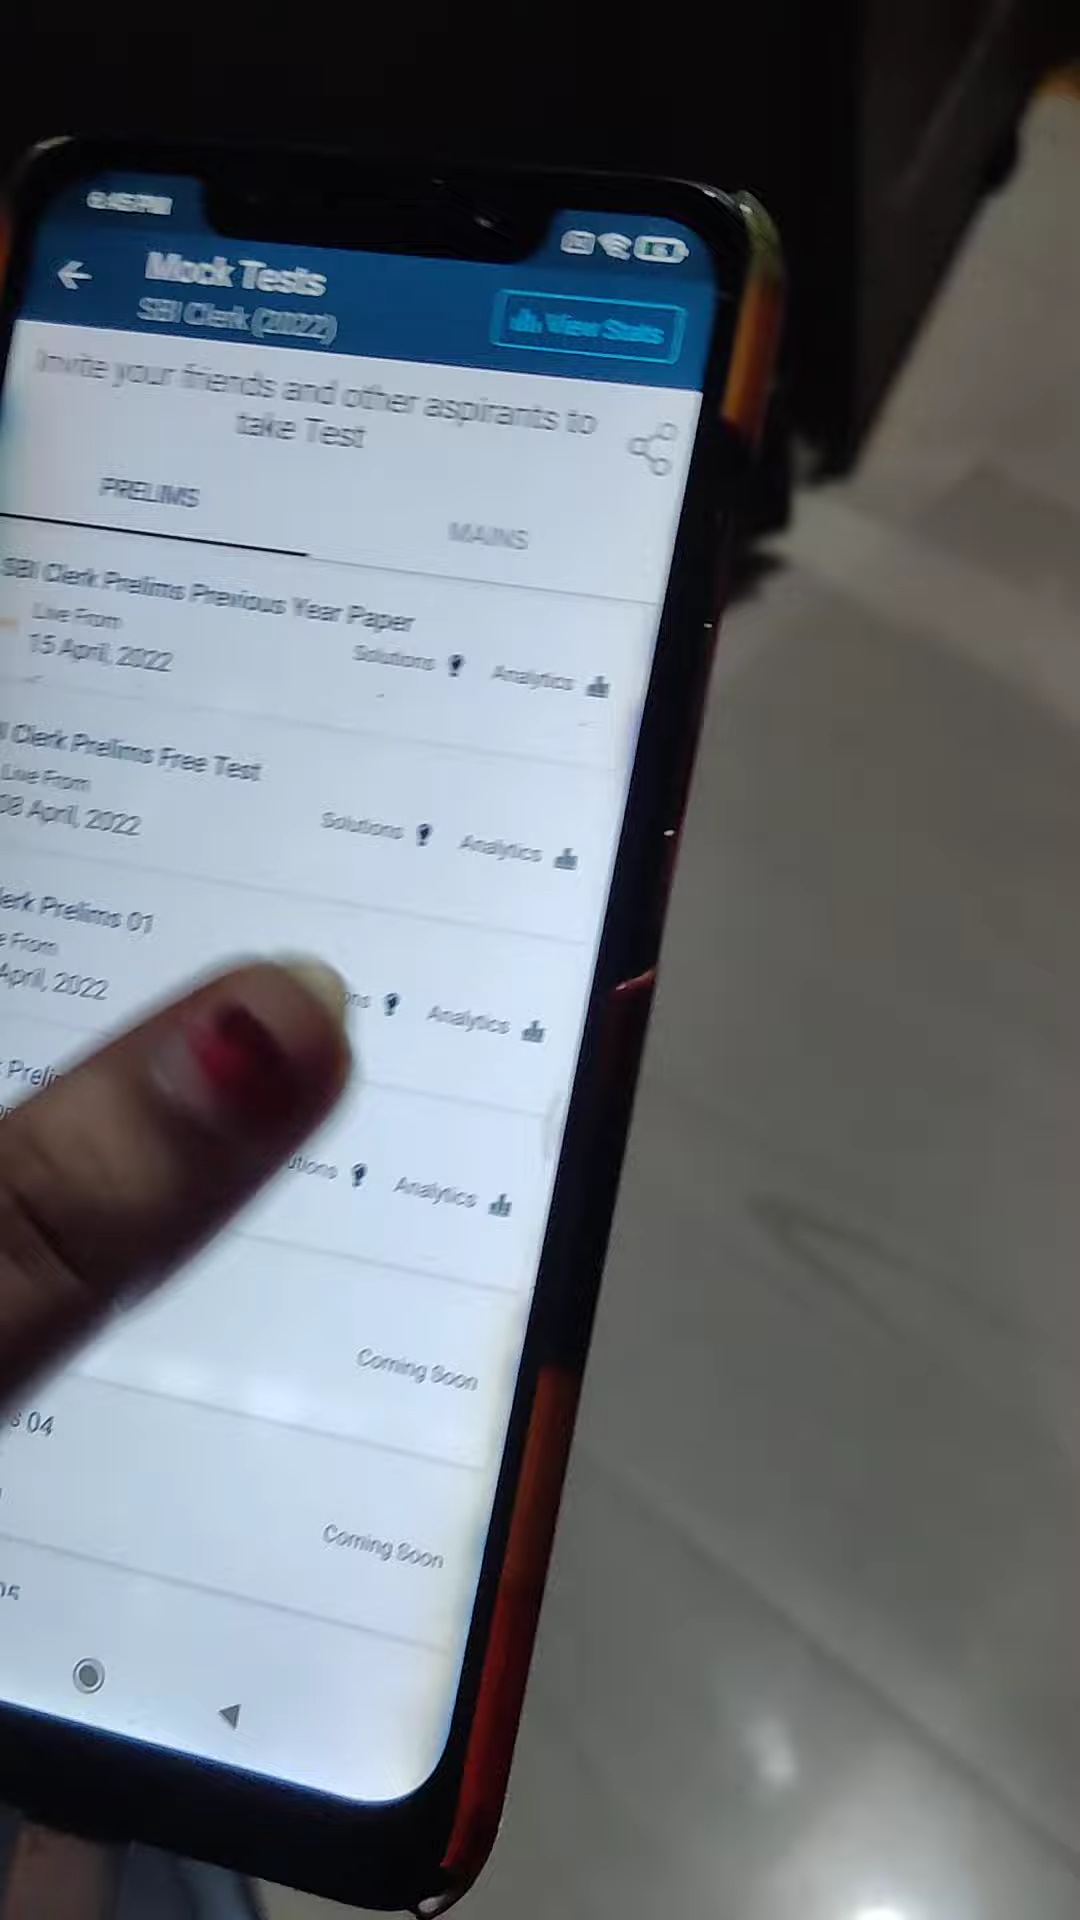 Mock Tests
SBI Clerk (2022)
View Stats
Invite your friends and other aspirants to
take Test
PRELIMS
MAINS
SBI Clerk Prelims Previous Year Paper
Live From
15 April, 2022
Solutions
Analytics
Clerk Prelims Free Test
Live From
08 April, 2022
Solutions
Analytics
Prelims 01
From
April, 2022
Analytics
Analytics
Coming Soon
04
Coming Soon